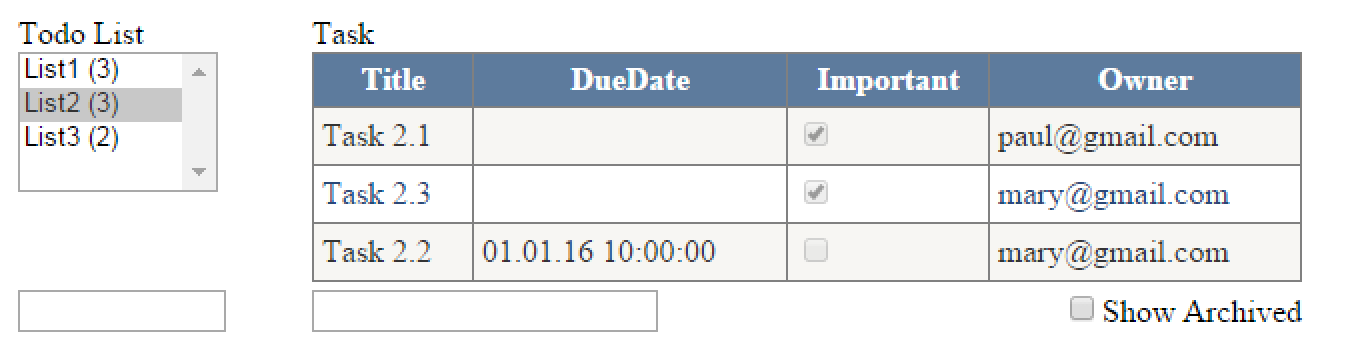 Todo List
List1 (3)
List2 (3)
List3 (2)
Task
Title DueDate Important Owner
Task 2.1 paul@gmail.com
Task 2.3 mary@gmail.com
Task 2.2 01.01.16 10:00:00 mary@gmail.com
Show Archived